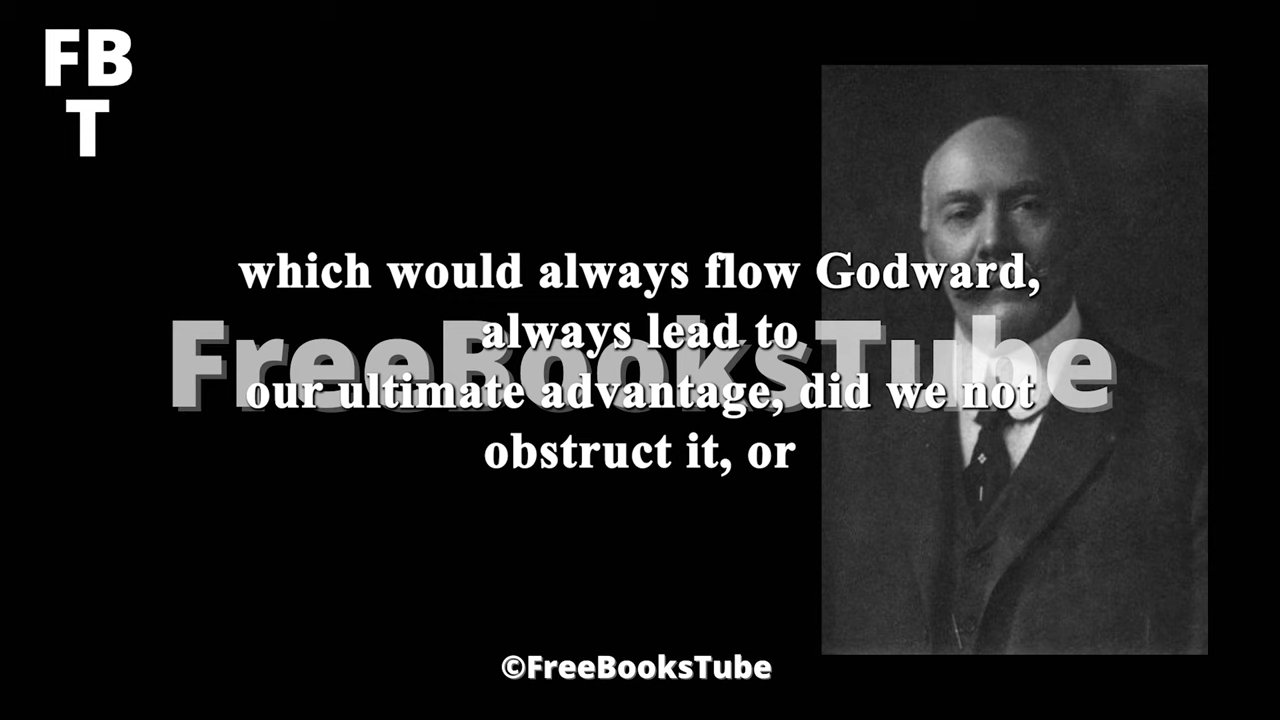 FB
T
which would always flow Godward,
always lead to
FreeBooksTube
our ultimate advantage, did we not
obstruct it, or
©FreeBooksTube